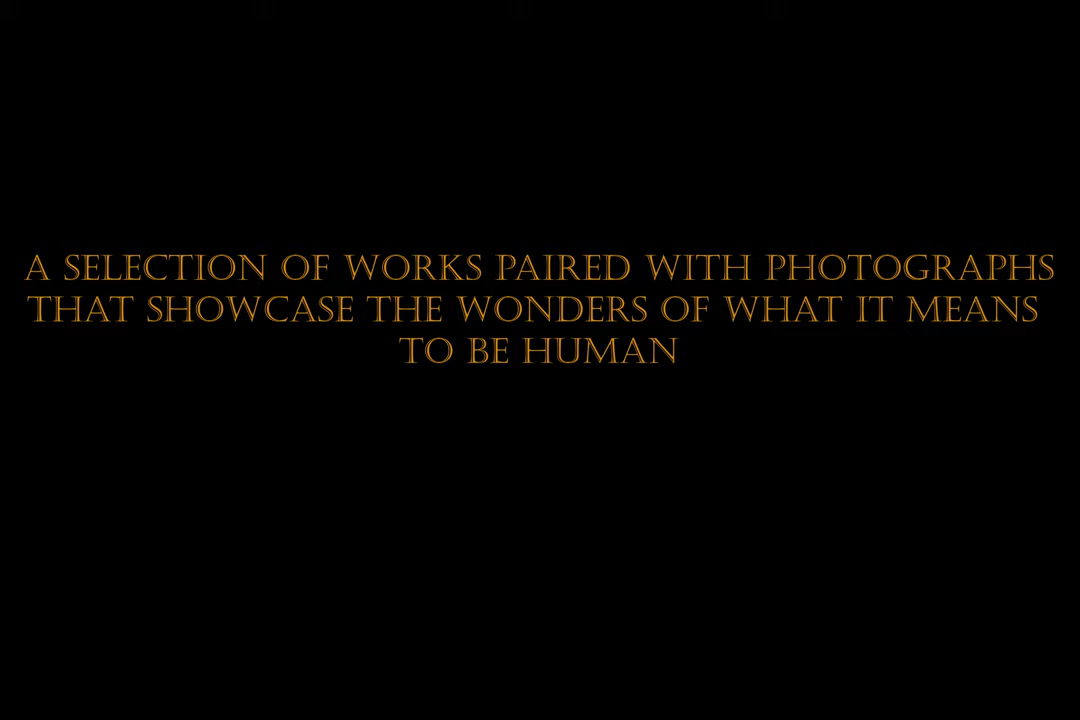 A SELECTION OF WORKS PAIRED WITH PHOTOGRAPHS
THAT SHOWCASE THE WONDERS OF WHAT IT MEANS
TO BE HUMAN